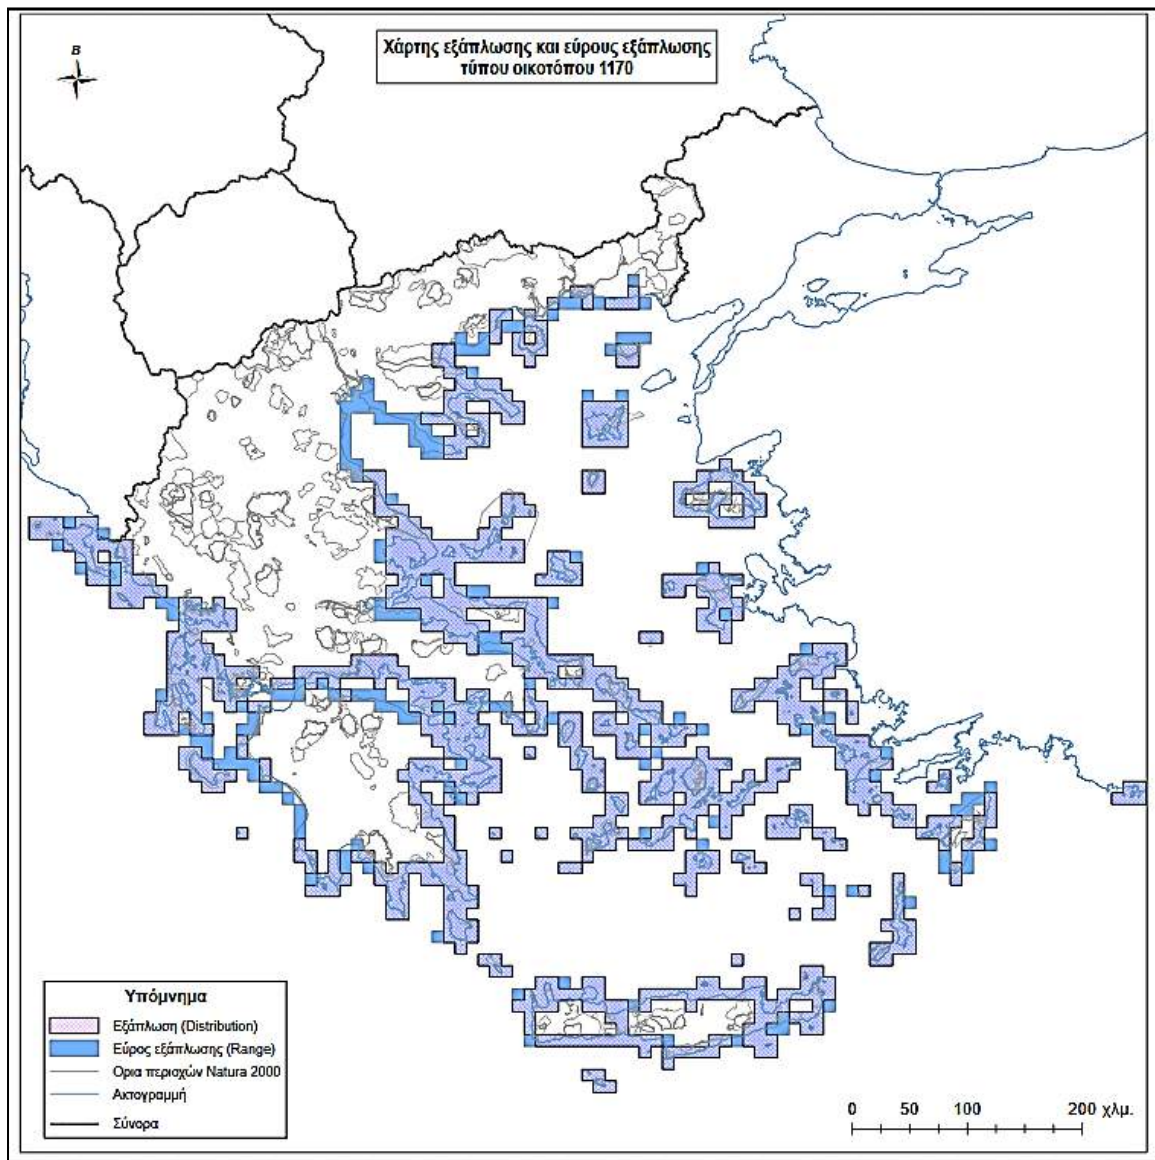 Χάρτης εξάπλωσης και εύρους εξάπλωσης
τύπου οικοτόπου 1170
Β
Υπόμνημα
Εξάπλωση (Distribution)
Εύρος εξάπλωσης (Range)
Ορια περιοχών Natura 2000
Ακτογραμμή
Σύνορα
0 50 100 200 χλμ.